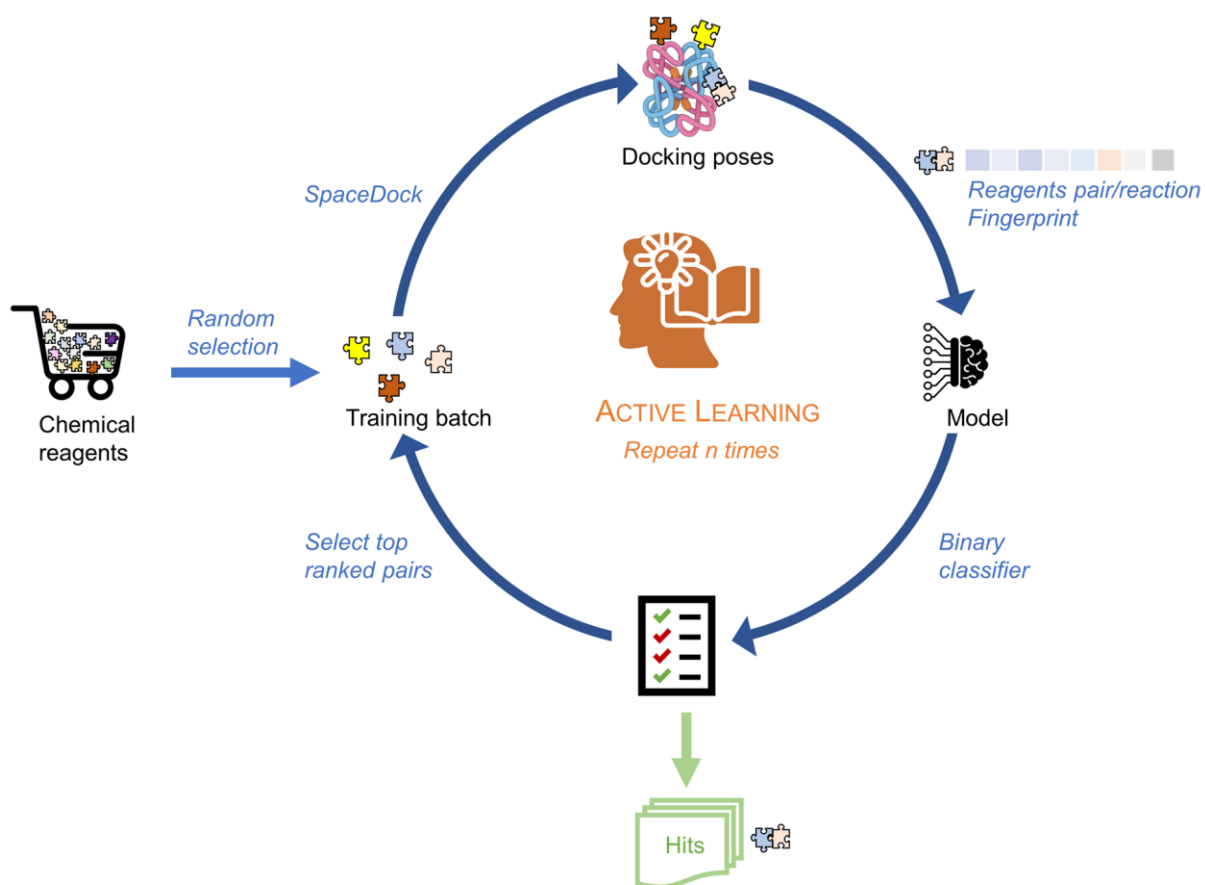 Docking poses
SpaceDock
Reagents pair/reaction
Fingerprint
Random
selection
Chemical
reagents
Training batch
ACTIVE LEARNING
Repeat n times
Model
Select top
ranked pairs
Binary
classifier
Hits